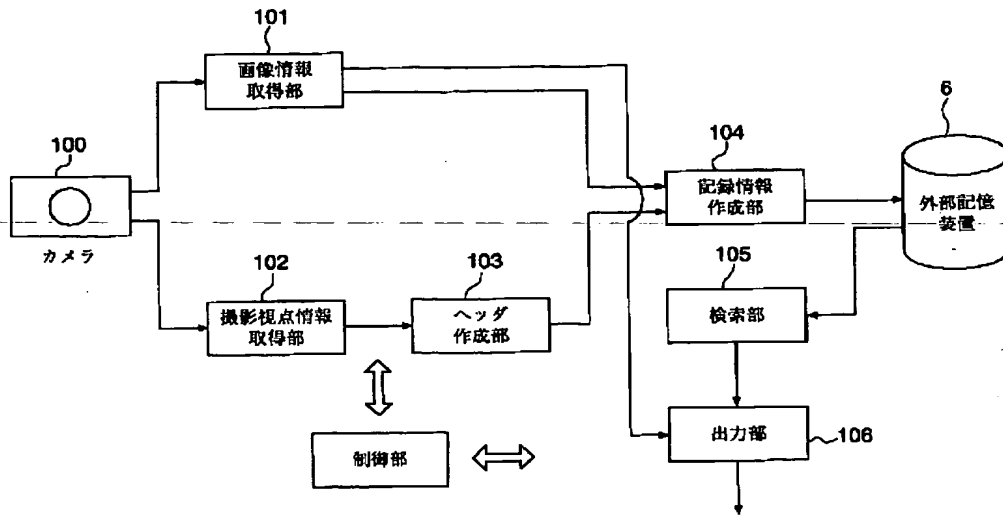 101
画像情報
取得部
100
カメラ
104
記録情報
作成部
6
外部記憶
装置
102
撮影視点情報
取得部
103
ヘッダ
作成部
105
検索部
制御部
出力部
106